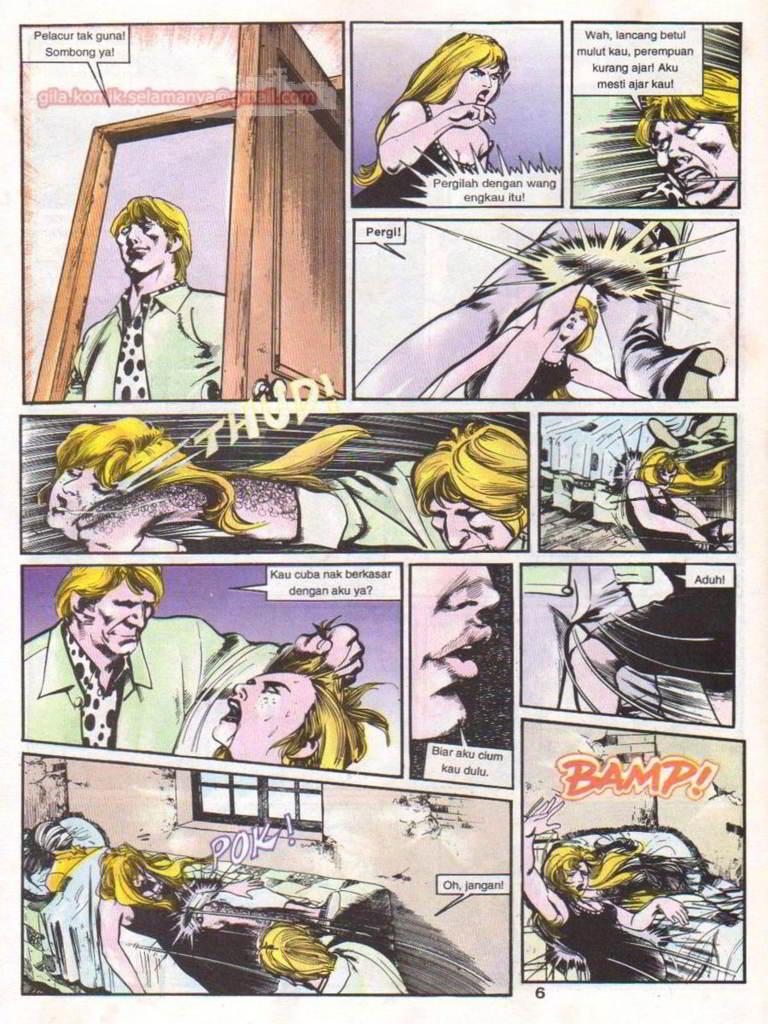 Pelacur tak guna!
Sombong ya!
gila.komik.selamanya@gmail.com
Pergilah dengan wang
engkau itu!
Wah, lancang betul
mulut kau, perempuan
kurang ajar! Aku
mesti ajar kau!
Pergi!
THUD!
Kau cuba nak berkasar
dengan aku ya?
Biar aku cium
kau dulu.
Aduh!
POK!
Oh, jangan!
BAMP!
6